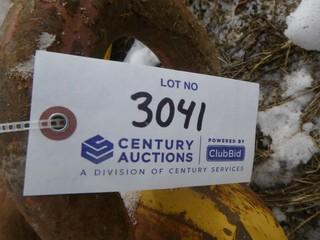 LOT NO
3041
CENTURY
AUCTIONS
POWERED BY
ClubBid
A DIVISION OF CENTURY SERVICES